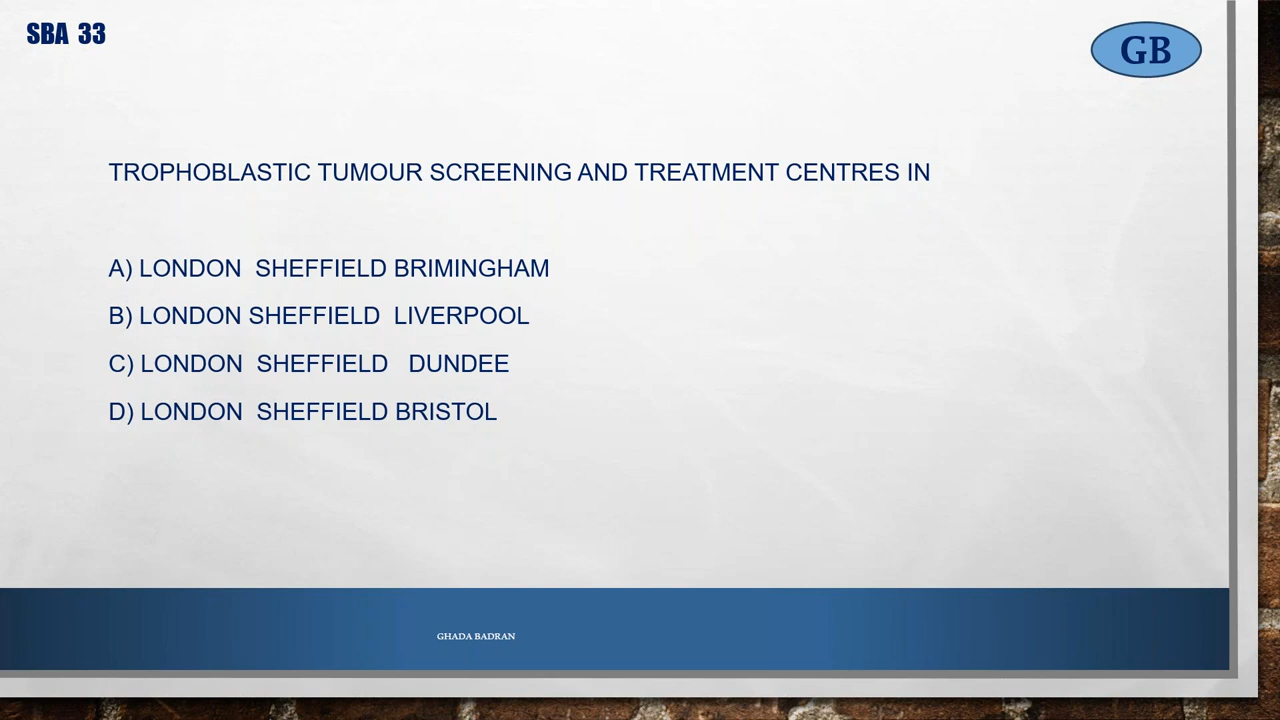 SBA 33
GB
TROPHOBLASTIC TUMOUR SCREENING AND TREATMENT CENTRES IN
A) LONDON SHEFFIELD BRIMINGHAM
B) LONDON SHEFFIELD LIVERPOOL
C) LONDON SHEFFIELD DUNDEE
D) LONDON SHEFFIELD BRISTOL
GHADA BADRAN